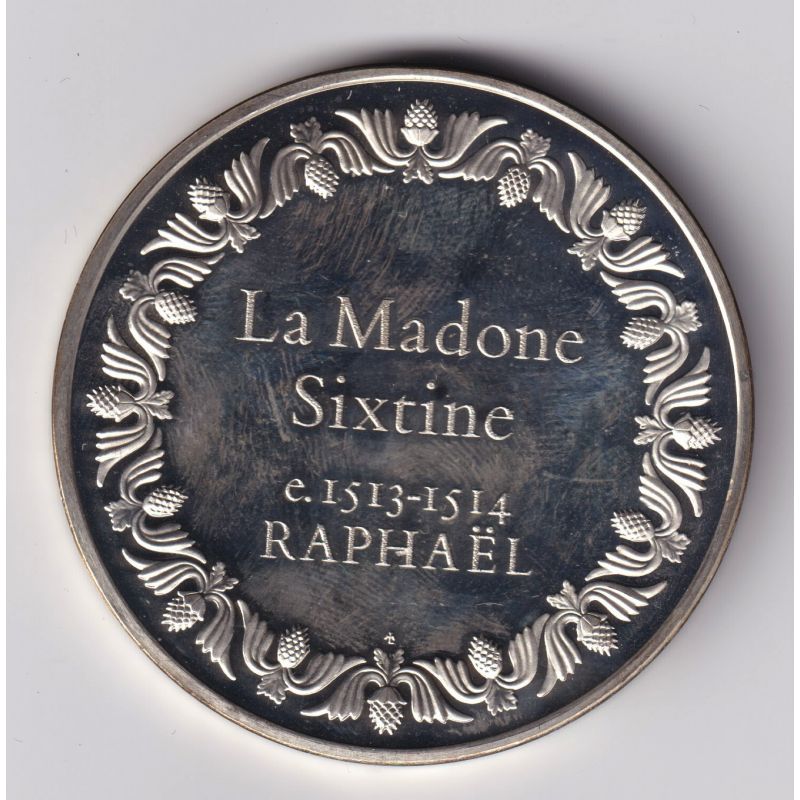 La Madone
Sixtine
e.1513-1514
RAPHAËL